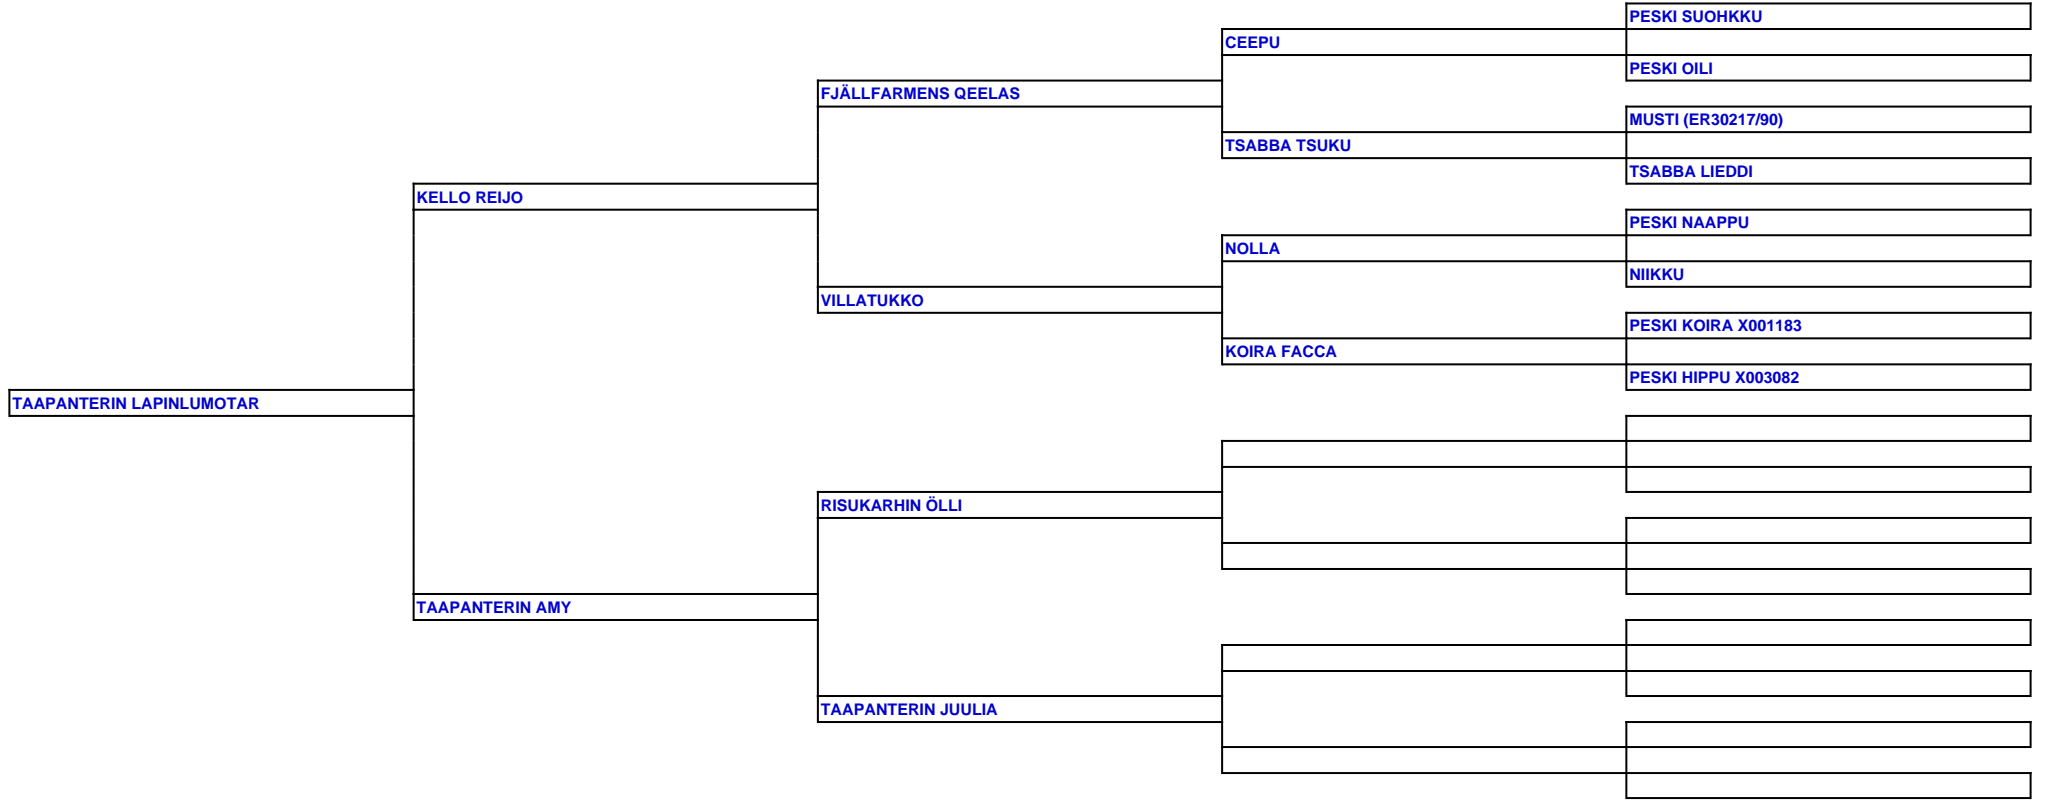 PESKI SUOHKKU
CEEPU
PESKI OILI
FJÄLLFARMENS QEELAS
MUSTI (ER30217/90)
TSABBA TSUKU
TSABBA LIEDDI
KELLO REIJO
PESKI NAAPPU
NOLLA
NIIKKU
VILLATUKKO
PESKI KOIRA X001183
KOIRA FACCA
PESKI HIPPU X003082
TAAPANTERIN LAPINLUMOTAR
RISUKARHIN ÖLLI
TAAPANTERIN AMY
TAAPANTERIN JUULIA